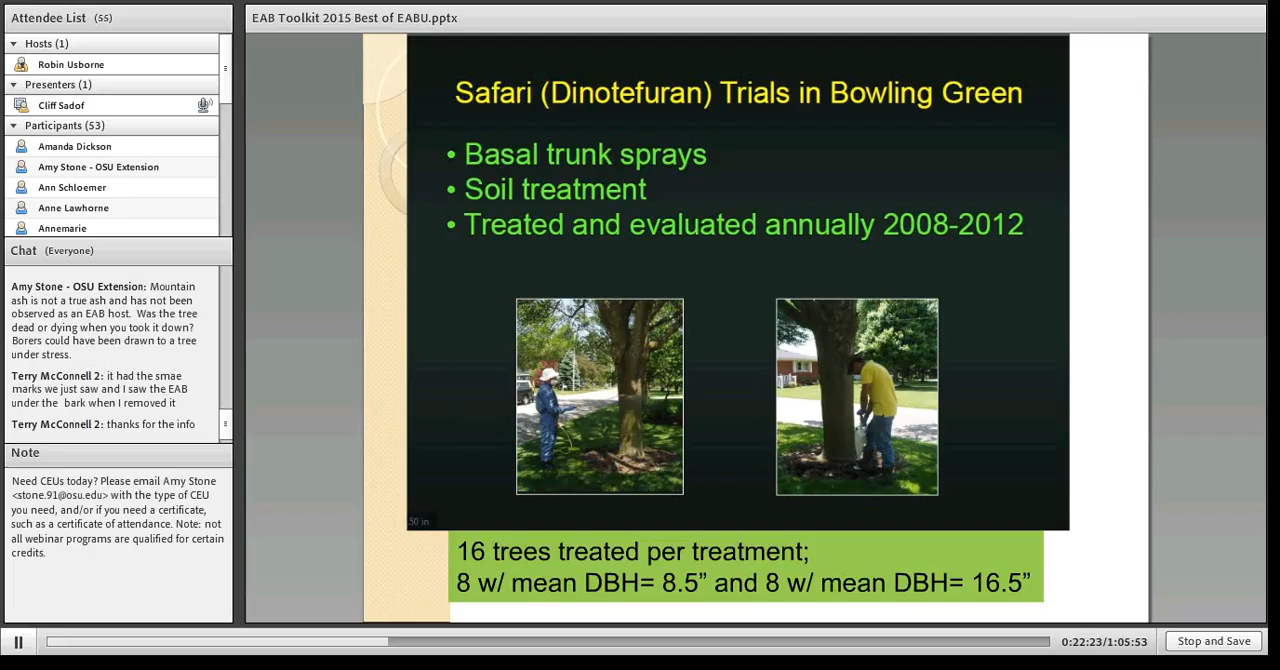 Attendee List (55)
Hosts (1)
Robin Usborne
Presenters (1)
Cliff Sadof
Participants (53)
Amanda Dickson
Amy Stone - OSU Extension
Ann Schloemer
Anne Lawhorne
Annemarie
Chat (Everyone)
Amy Stone - OSU Extension: Mountain
ash is not a true ash and has not been
observed as an EAB host. Was the tree
dead or dying when you took it down?
Borers could have been drawn to a tree
under stress.
Terry McConnell 2: it had the smae
marks we just saw and I saw the EAB
under the bark when I removed it
Terry McConnell 2: thanks for the info
Note
Need CEUs today? Please email Amy Stone
<stone.91@osu.edu> with the type of CEU
you need, and/or if you need a certificate,
such as a certificate of attendance. Note: not
all webinar programs are qualified for certain
credits.
EAB Toolkit 2015 Best of EABU.pptx
Safari (Dinotefuran) Trials in Bowling Green
• Basal trunk sprays
• Soil treatment
• Treated and evaluated annually 2008-2012
50 in
16 trees treated per treatment;
8 w/ mean DBH= 8.5” and 8 w/ mean DBH= 16.5”
0:22:23/1:05:53
Stop and Save